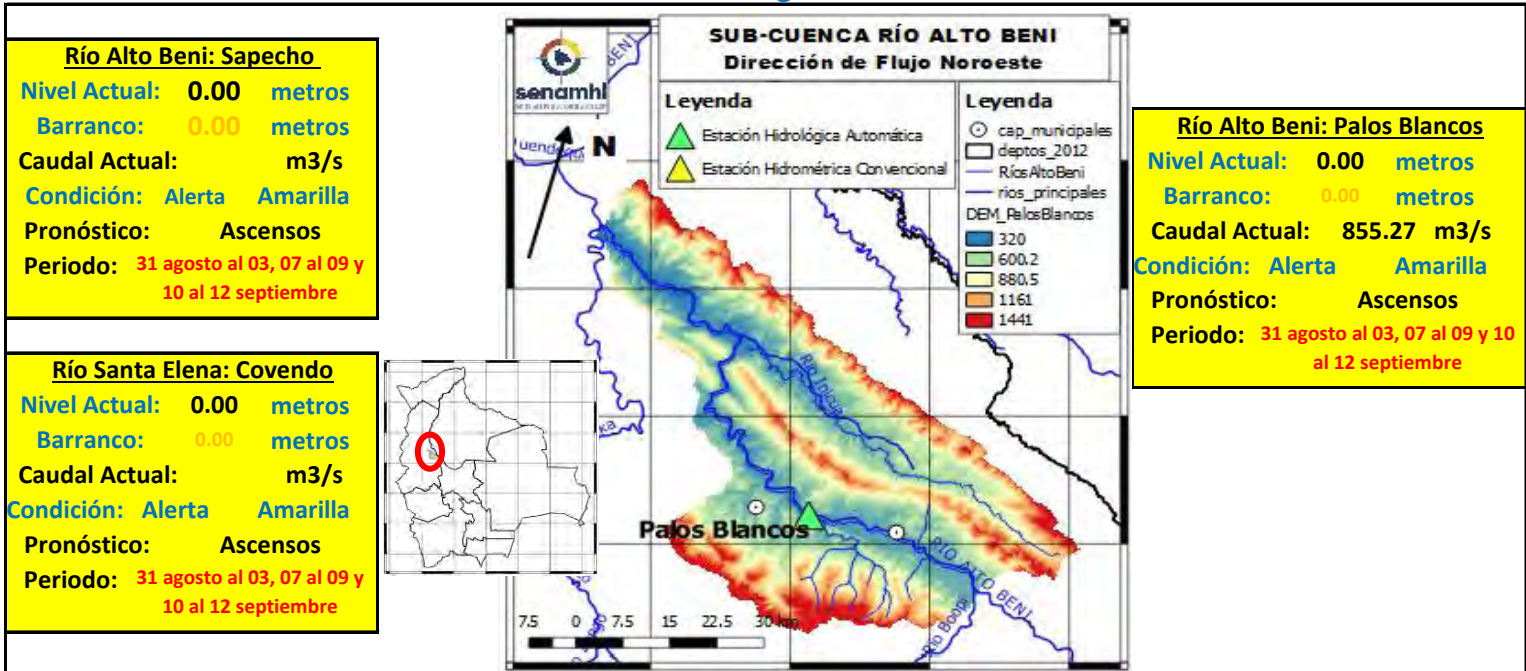 Río Alto Beni: Sapecho
Nivel Actual: 0.00 metros
Barranco: 0.00 metros
Caudal Actual: m3/s
Condición: Alerta Amarilla
Pronóstico: Ascensos
Periodo: 31 agosto al 03, 07 al 09 y
10 al 12 septiembre
Río Santa Elena: Covendo
Nivel Actual: 0.00 metros
Barranco: 0.00 metros
Caudal Actual: m3/s
Condición: Alerta Amarilla
Pronóstico: Ascensos
Periodo: 31 agosto al 03, 07 al 09 y
10 al 12 septiembre
senamhi
BENI
SUB-CUENCA RÍO ALTO BENI
Dirección de Flujo Noroeste
Leyenda
Estación Hidrológica Automática
Estación Hidrométrica Convencional
Leyenda
cap_municipales
deptos_2012
RíosAltoBeni
rios_principales
DEM_PalosBlancos
320
600.2
880.5
1161
1441
N
Río Inicua
Palos Blancos
RÍO ALTO BENI
Río Boopi
7.5 0 7.5 15 22.5 30 km
Río Alto Beni: Palos Blancos
Nivel Actual: 0.00 metros
Barranco: 0.00 metros
Caudal Actual: 855.27 m3/s
Condición: Alerta Amarilla
Pronóstico: Ascensos
Periodo: 31 agosto al 03, 07 al 09 y 10
al 12 septiembre